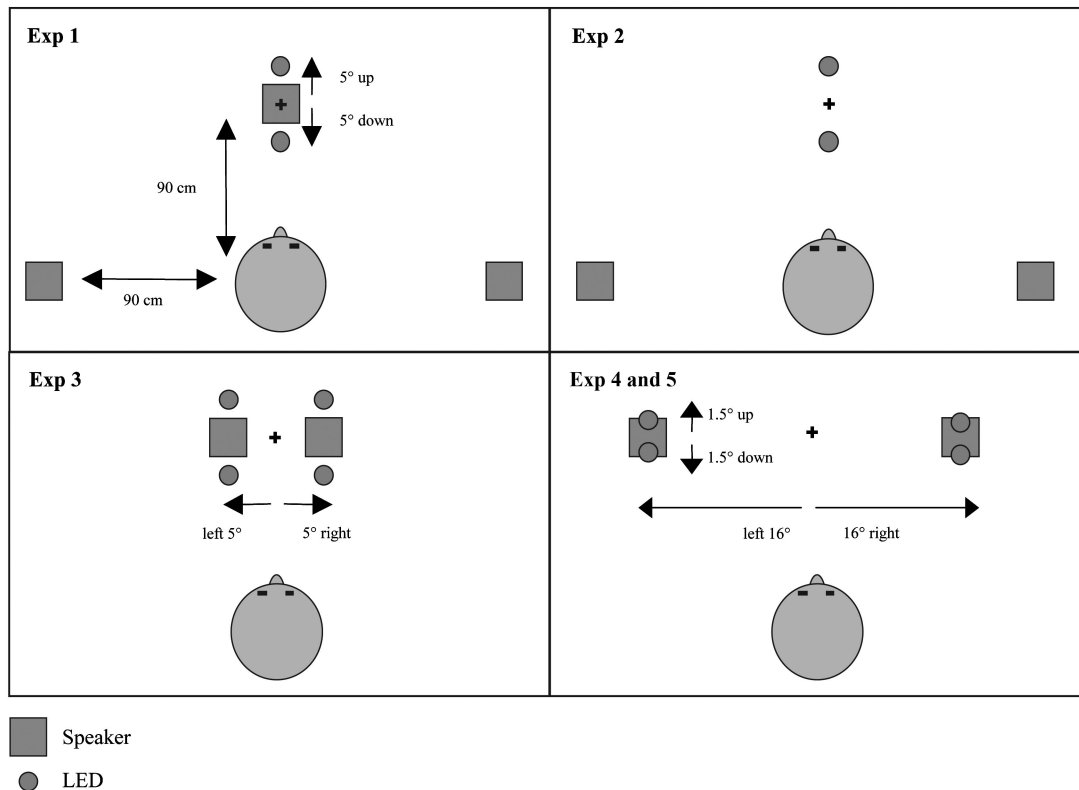 Exp 1
5° up
5° down
90 cm
90 cm
Exp 2
Exp 3
left 5°
5° right
Exp 4 and 5
1.5° up
1.5° down
left 16°
16° right
Speaker
LED